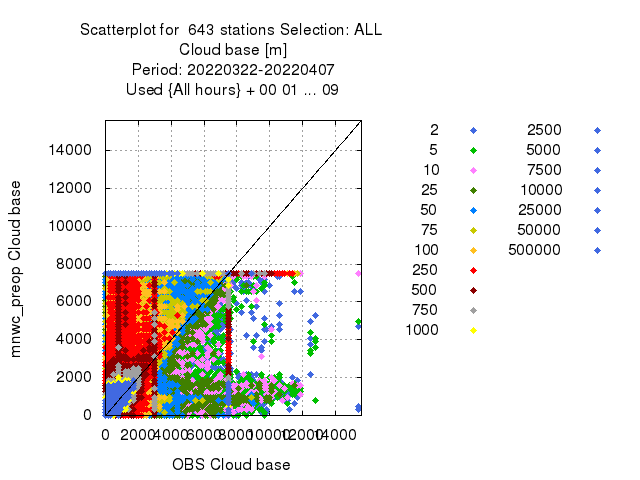 Scatterplot for 643 stations Selection: ALL
Cloud base [m]
Period: 20220322-20220407
Used {All hours} + 00 01 ... 09
mnwc_preop Cloud base
14000
12000
10000
8000
6000
4000
2000
0
0 2000 4000 6000 8000 10000 12000 14000
OBS Cloud base
2 2500
5 5000
10 7500
25 10000
50 25000
75 50000
100 500000
250
500
750
1000